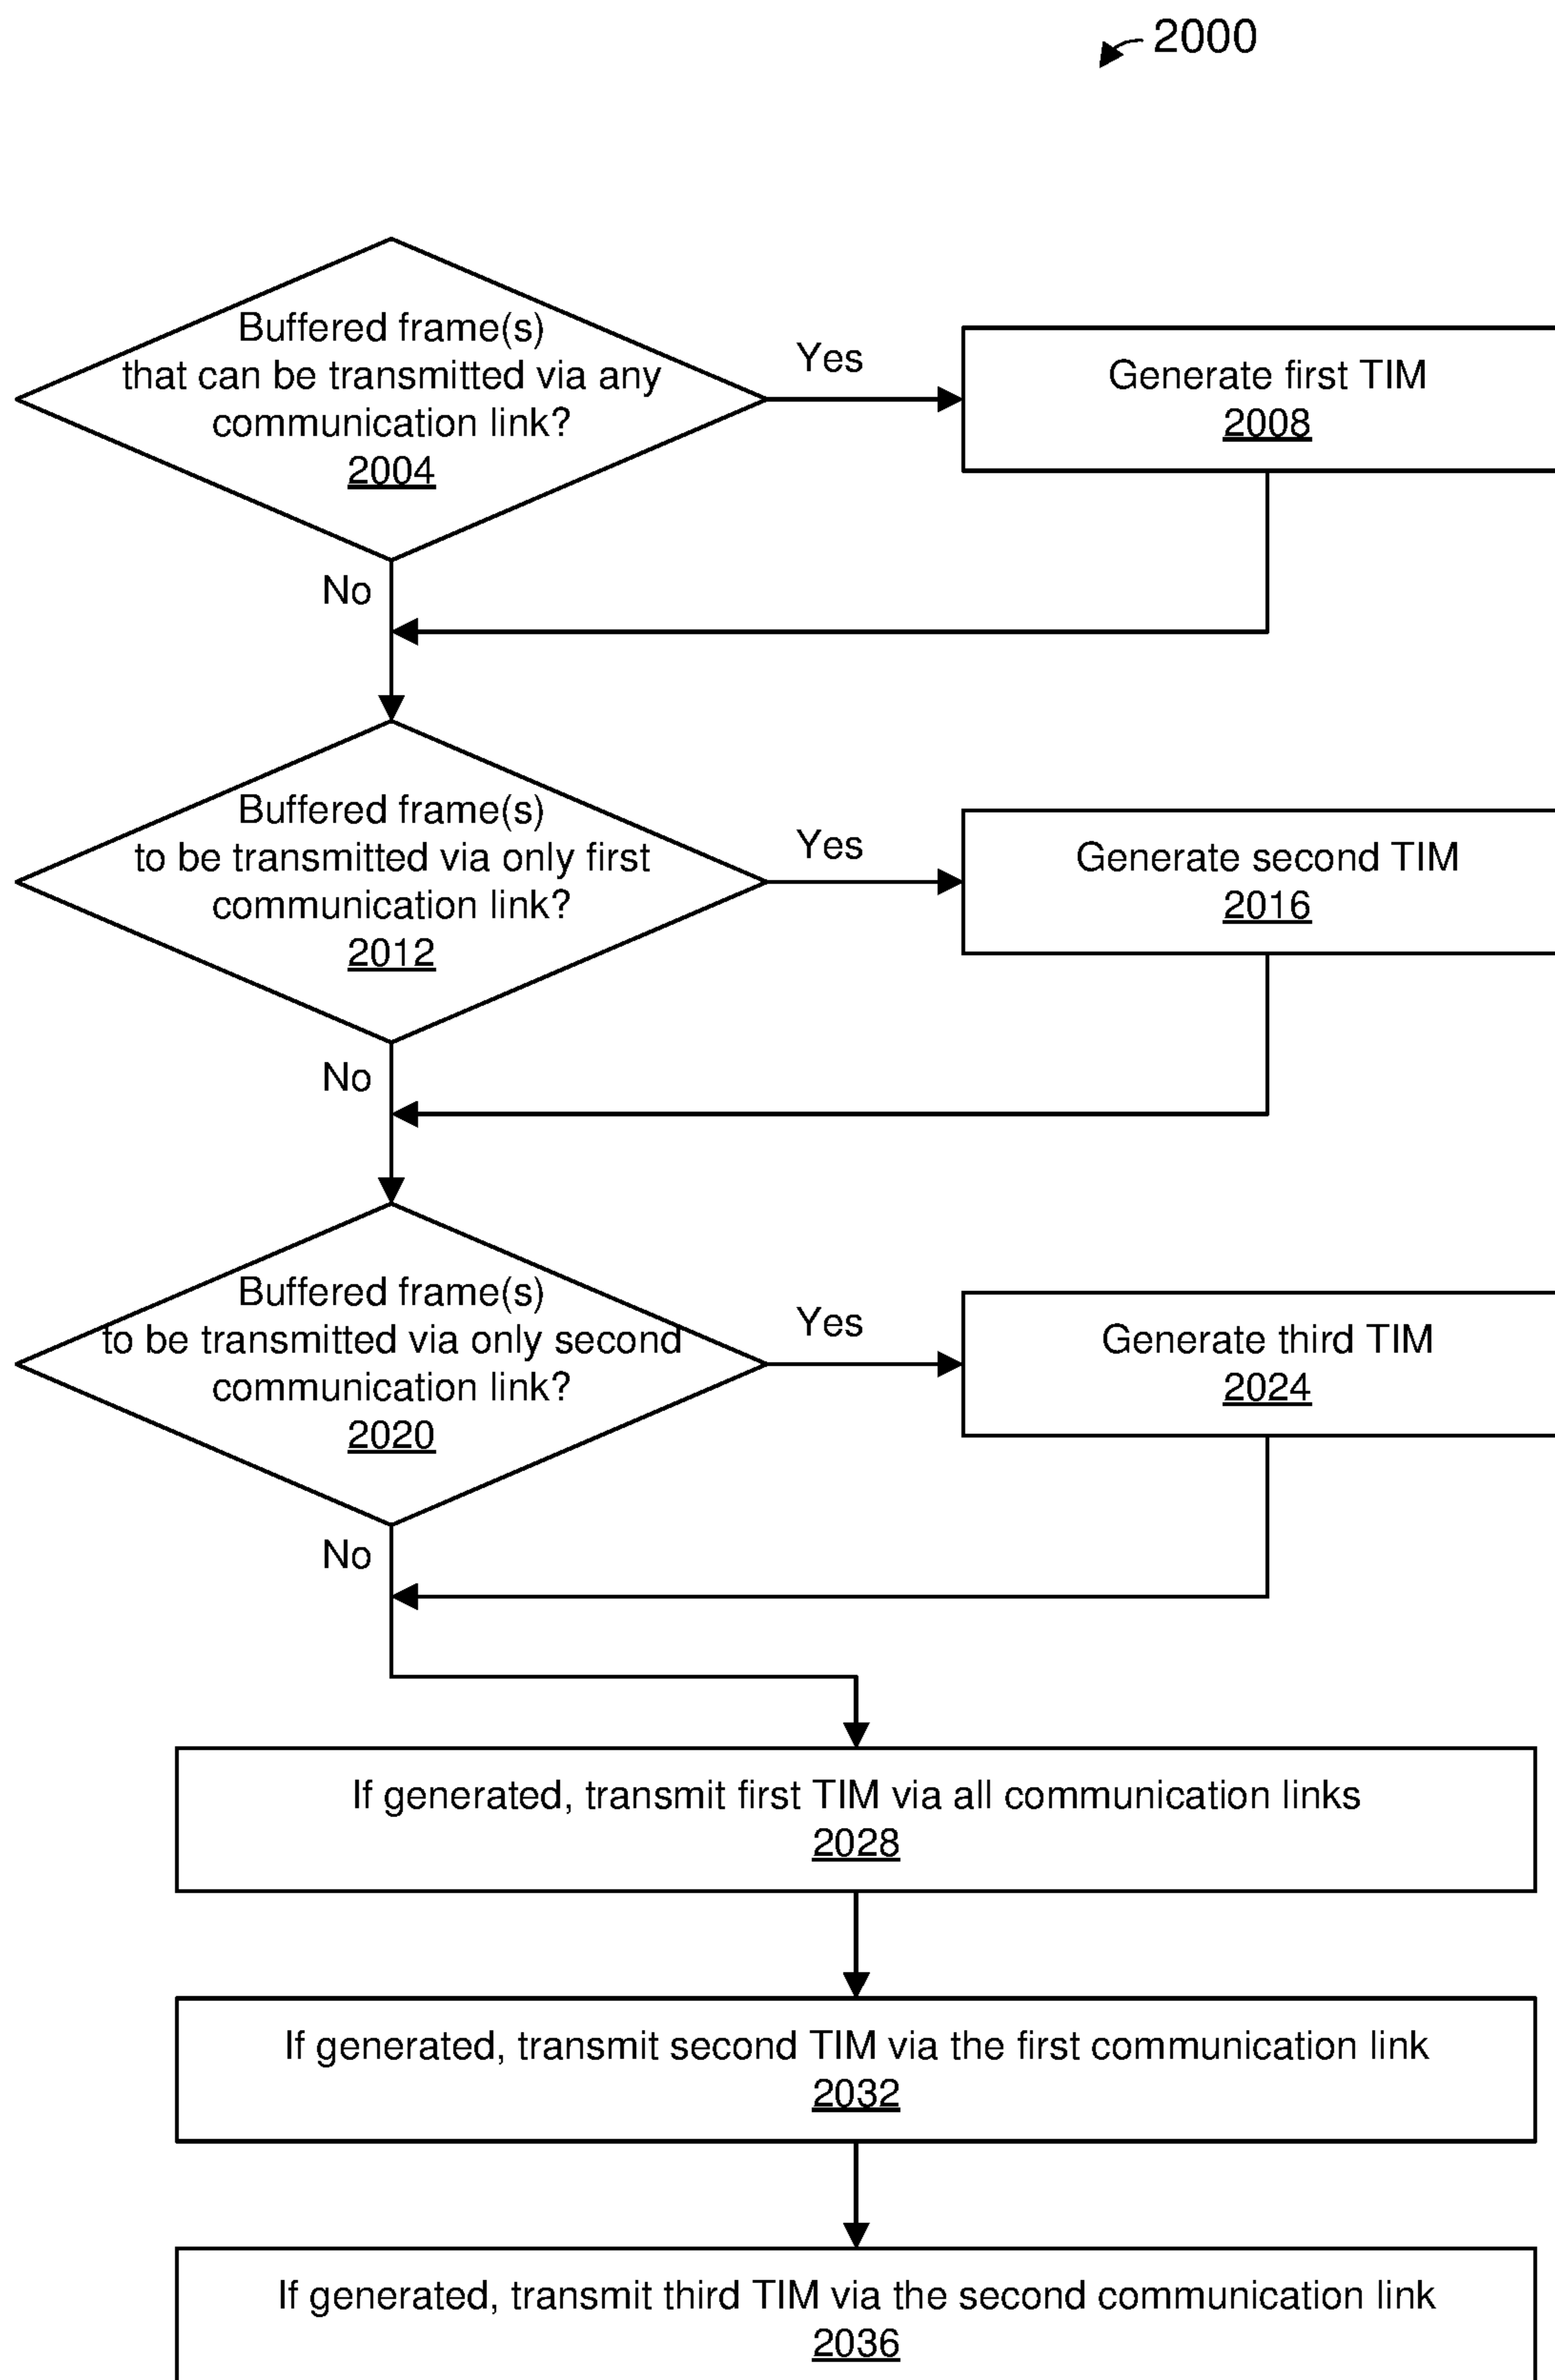 2000
Buffered frame(s)
that can be transmitted via any
communication link?
2004
Yes
Generate first TIM
2008
No
Buffered frame(s)
to be transmitted via only first
communication link?
2012
Yes
Generate second TIM
2016
No
Buffered frame(s)
to be transmitted via only second
communication link?
2020
Yes
Generate third TIM
2024
No
If generated, transmit first TIM via all communication links
2028
If generated, transmit second TIM via the first communication link
2032
If generated, transmit third TIM via the second communication link
2036